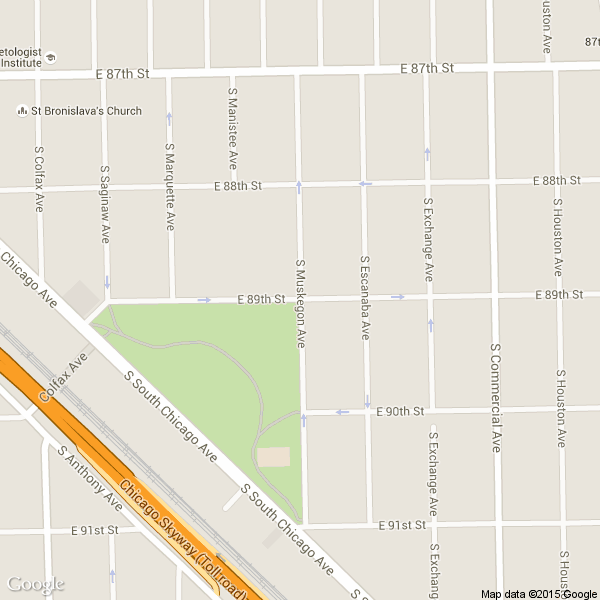 ouston Ave
87t
etologist
Institute
E 87th St
E 87th St
St Bronislava's Church
S Manistee Ave
S Colfax Ave
S Saginaw Ave
S Marquette Ave
E 88th St
E 88th St
S Exchange Ave
S Houston Ave
Chicago Ave
S Muskegon Ave
S Escanaba Ave
E 89th St
E 89th St
Colfax Ave
S South Chicago Ave
S Commercial Ave
S Houston Ave
E 90th St
S Anthony Ave
S Exchange Ave
Chicago Skyway (Toll road)
S South Chicago Ave
E 91st St
E 91st St
S Exchang
S Hous
S S
Google
Map data ©2015 Google